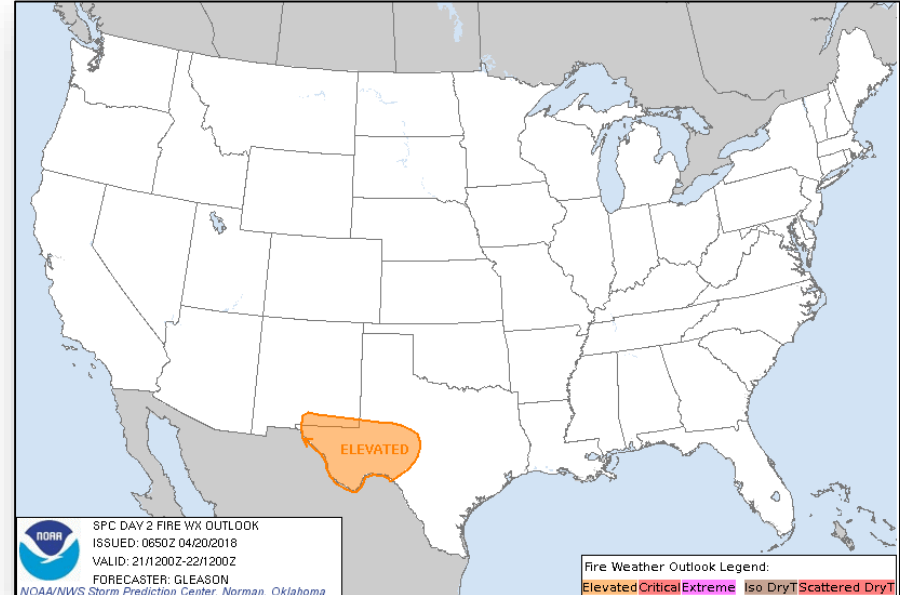 ELEVATED
NOAA
SPC DAY 2 FIRE WX OUTLOOK
ISSUED: 0650Z 04/20/2018
VALID: 21/1200Z-22/1200Z
FORECASTER: GLEASON
NOAA/NWS Storm Prediction Center, Norman, Oklahoma
Fire Weather Outlook Legend:
Elevated Critical Extreme Iso DryT Scattered DryT